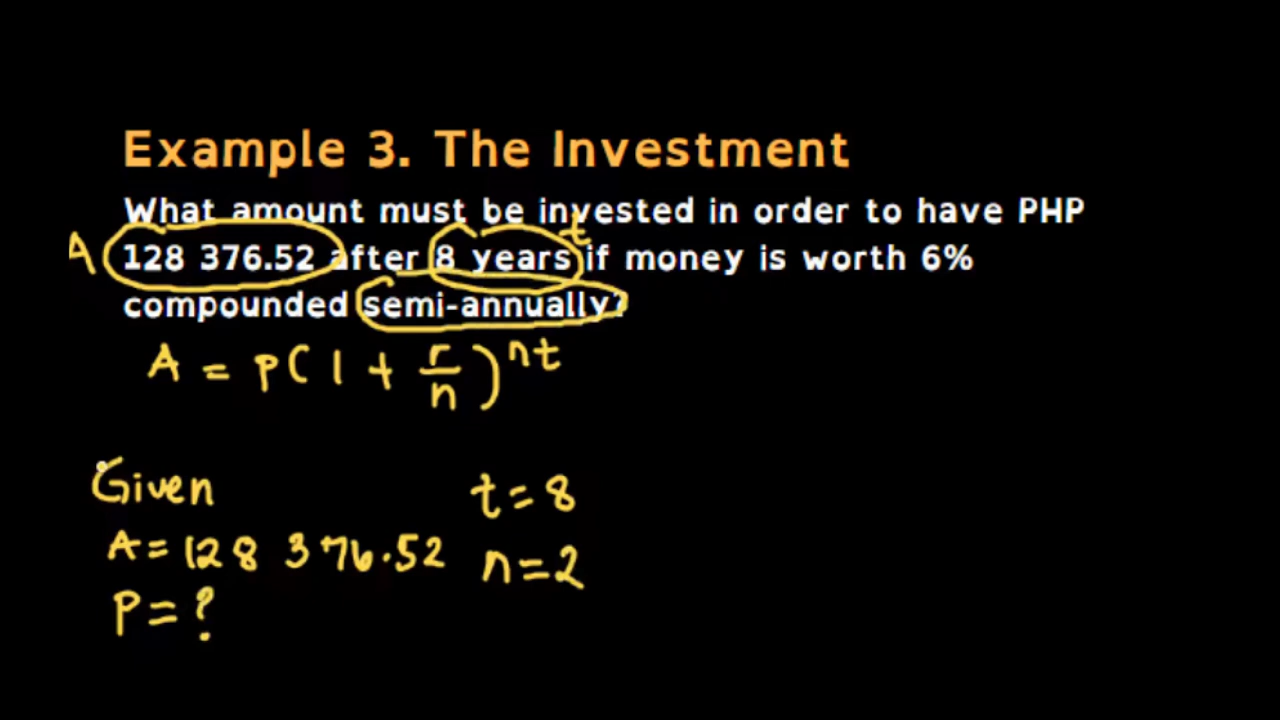 Example 3. The Investment
What amount must be invested in order to have PHP
t
A 128 376.52 after 8 years if money is worth 6%
compounded semi-annually?
A = P(1 + r/n)^nt
Given
t = 8
A = 128 376.52
n = 2
P = ?